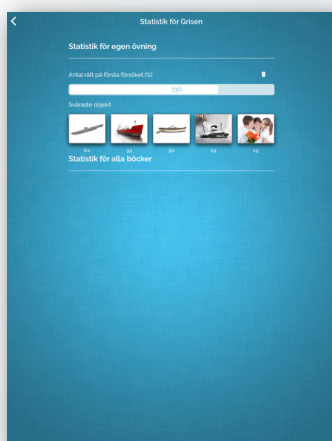 Statistik för Grisen
Statistik för egen övning
Antal rätt på första försöket (%)
73%
Svåraste objekt
Statistik för alla böcker